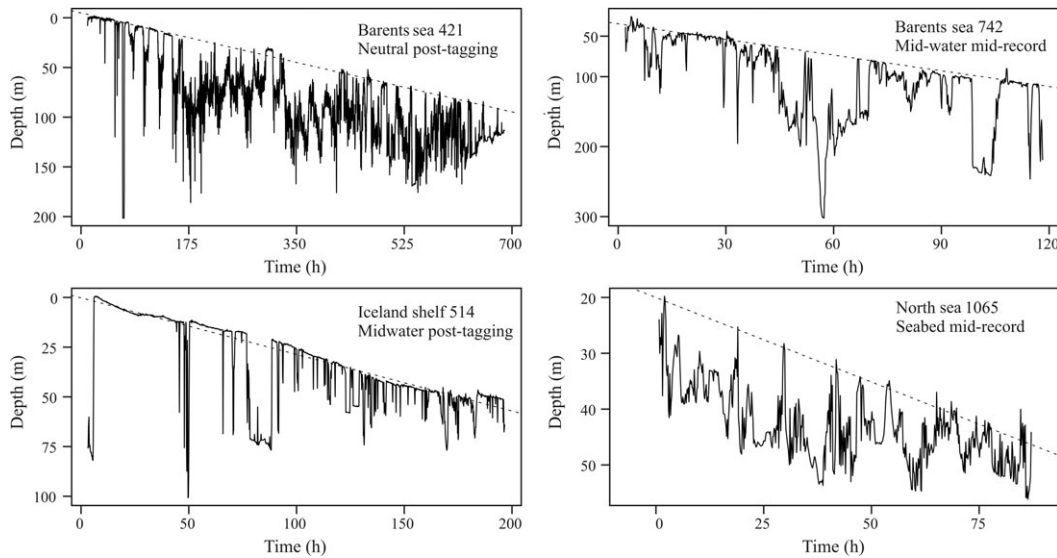 0
50
100
150
200
Depth (m)
Barents sea 421
Neutral post-tagging
0
175
350
525
700
Time (h)
50
100
200
300
Depth (m)
Barents sea 742
Mid-water mid-record
0
30
60
90
120
Time (h)
0
25
50
75
100
Depth (m)
Iceland shelf 514
Midwater post-tagging
0
50
100
150
200
Time (h)
20
30
40
50
Depth (m)
North sea 1065
Seabed mid-record
0
25
50
75
Time (h)